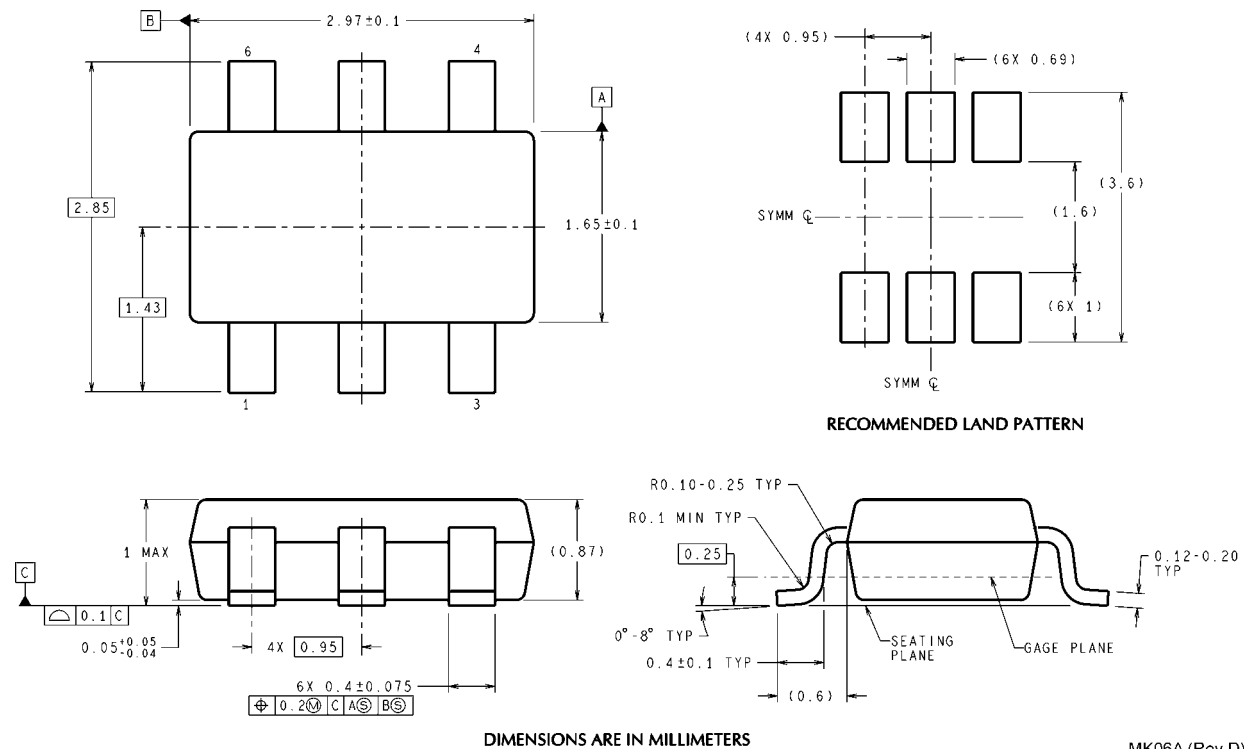 B
2.97±0.1
6
4
A
2.85
1.43
1.65±0.1
1
3
(4X 0.95)
(6X 0.69)
(3.6)
(1.6)
SYMM ℄
(6X 1)
SYMM ℄
RECOMMENDED LAND PATTERN
1 MAX
(0.87)
C
⌓ 0.1 C
0.05 +0.05 -0.04
4X 0.95
6X 0.4±0.075
⌖ 0.2Ⓜ C AⓈ BⓈ
R0.10-0.25 TYP
R0.1 MIN TYP
0.25
0.12-0.20
TYP
0°-8° TYP
SEATING
PLANE
GAGE PLANE
0.4±0.1 TYP
(0.6)
DIMENSIONS ARE IN MILLIMETERS
MK06A (Rev D)